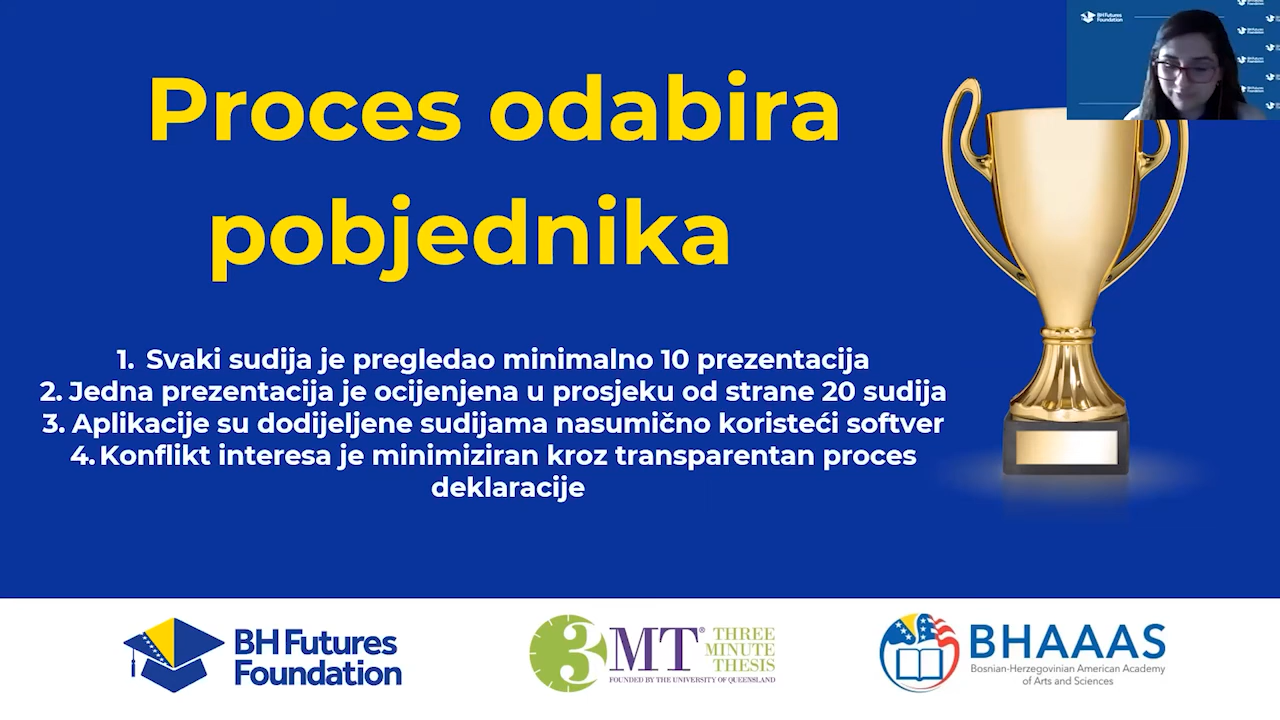 BH Futures
Foundation
Proces odabira
pobjednika
1. Svaki sudija je pregledao minimalno 10 prezentacija
2. Jedna prezentacija je ocijenjena u prosjeku od strane 20 sudija
3. Aplikacije su dodijeljene sudijama nasumično koristeći softver
4. Konflikt interesa je minimiziran kroz transparentan proces
deklaracije
BH Futures
Foundation
3MT® THREE
MINUTE
THESIS
FOUNDED BY THE UNIVERSITY OF QUEENSLAND
BHAAAS
Bosnian-Herzegovinian American Academy
of Arts and Sciences